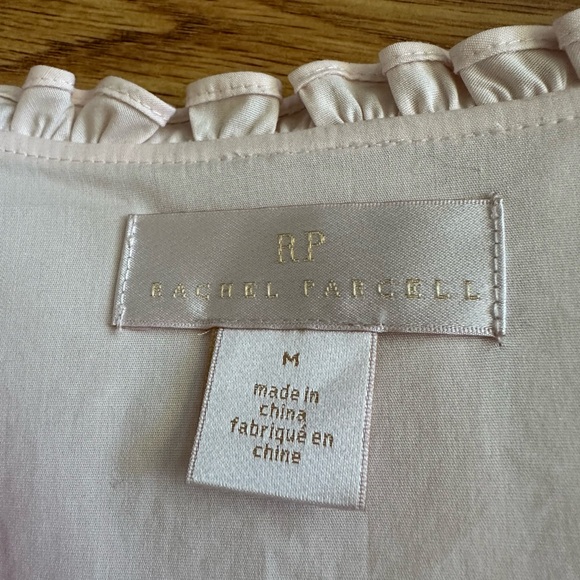 RP
RACHEL PARCELL
M
made in
china
fabriqué en
chine